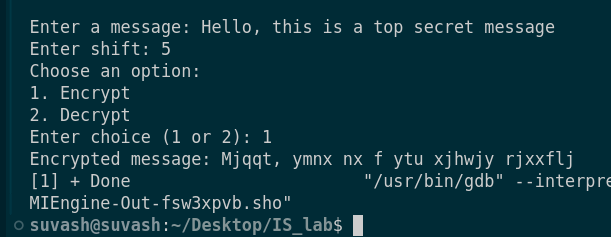 Enter a message: Hello, this is a top secret message
Enter shift: 5
Choose an option:
1. Encrypt
2. Decrypt
Enter choice (1 or 2): 1
Encrypted message: Mjqqt, ymnx nx f ytu xjhwjy rjxxflj
[1] + Done "/usr/bin/gdb" --interpre
MIEngine-Out-fsw3xpvb.sho"
suvash@suvash:~/Desktop/IS_lab$